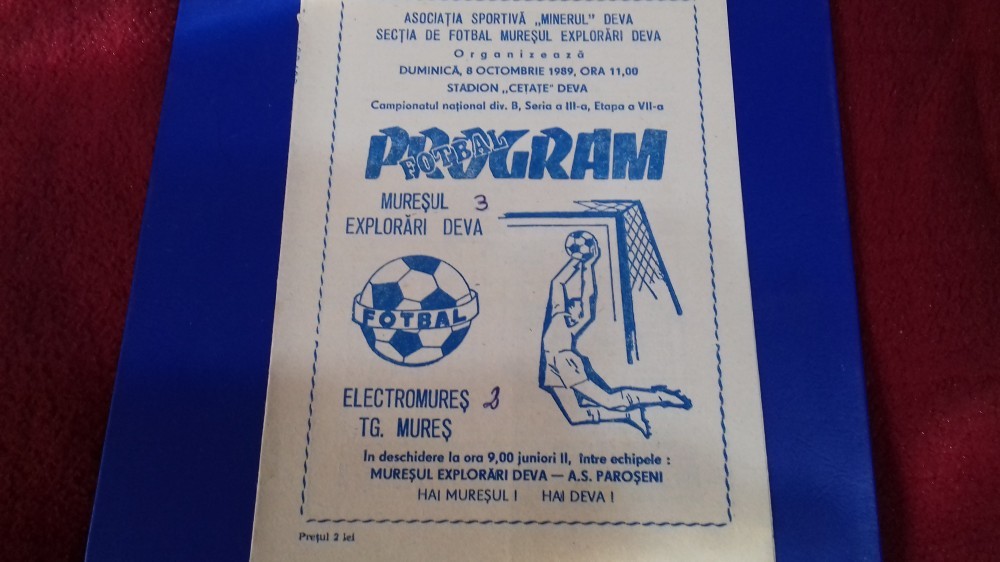 ASOCIAȚIA SPORTIVĂ „MINERUL” DEVA
SECȚIA DE FOTBAL MUREȘUL EXPLORĂRI DEVA
Organizează
DUMINICĂ, 8 OCTOMBRIE 1989, ORA 11,00
STADION „CETATE” DEVA
Campionatul național div. B, Seria a III-a, Etapa a VII-a
PROGRAM
FOTBAL
MUREȘUL 3
EXPLORĂRI DEVA
FOTBAL
ELECTROMUREȘ
TG. MUREȘ
In deschidere la ora 9,00 juniori II, între echipele :
MUREȘUL EXPLORĂRI DEVA — A.S. PAROȘENI
HAI MUREȘUL ! HAI DEVA !
Prețul 2 lei